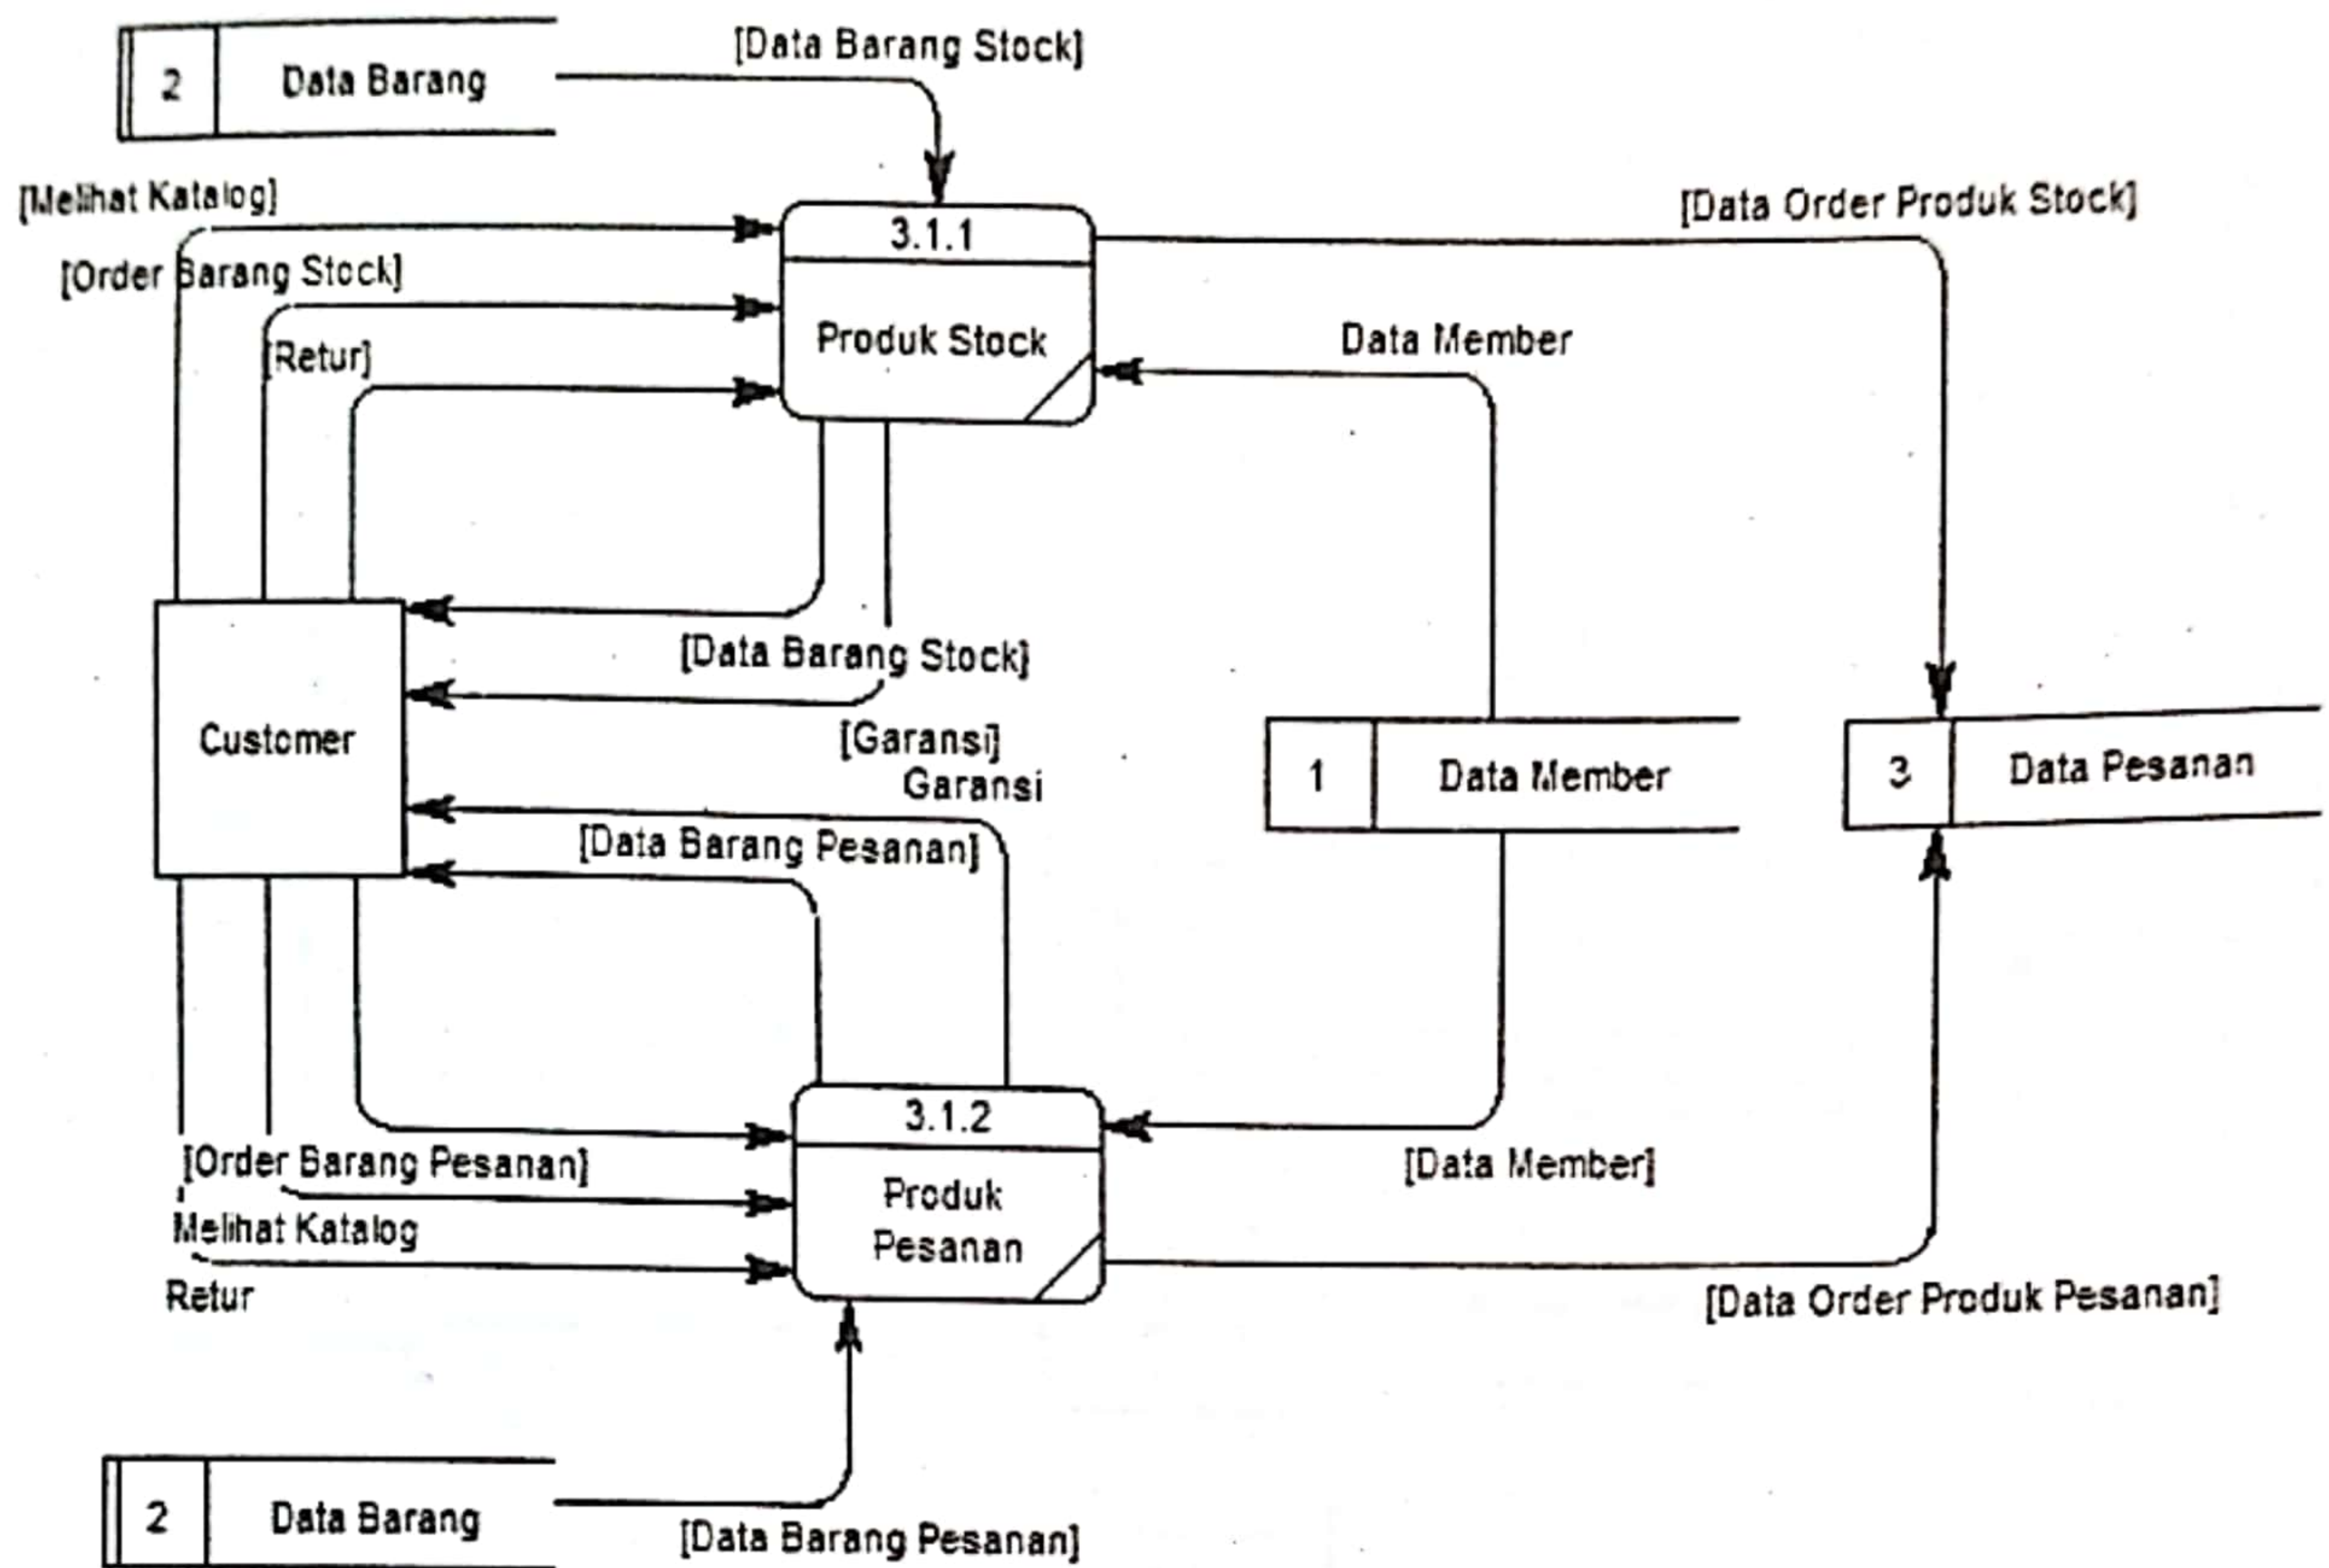 [Data Barang Stock]
2
Data Barang
[Melihat Katalog]
[Data Order Produk Stock]
3.1.1
[Order Barang Stock]
Produk Stock
Data Member
[Retur]
[Data Barang Stock]
Customer
[Garansi]
Garansi
1
Data Member
3
Data Pesanan
[Data Barang Pesanan]
3.1.2
[Order Barang Pesanan]
[Data Member]
Produk
Pesanan
Melihat Katalog
Retur
[Data Order Produk Pesanan]
2
Data Barang
[Data Barang Pesanan]